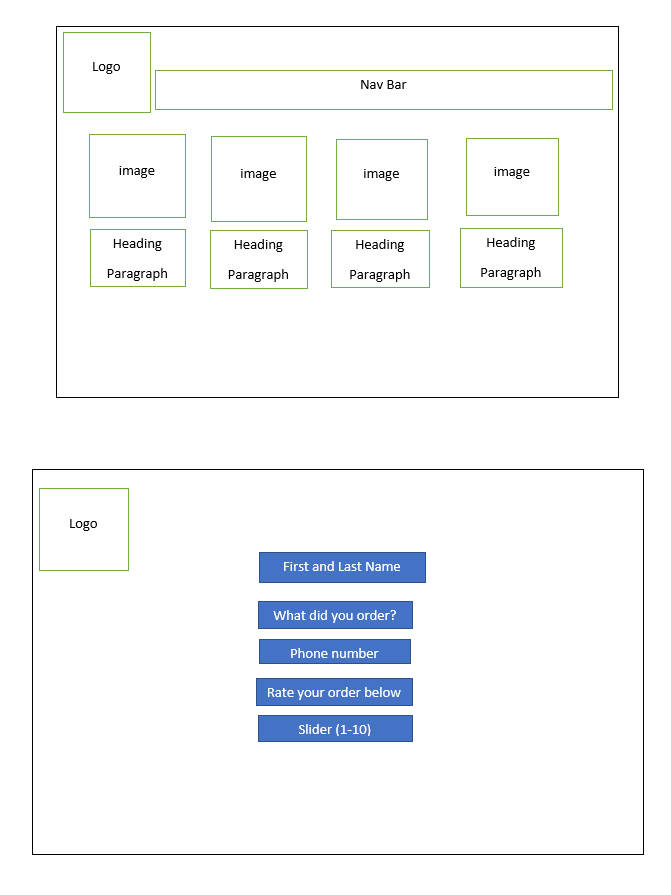 Logo
Nav Bar
image image image image
Heading Heading Heading Heading
Paragraph Paragraph Paragraph Paragraph
Logo
First and Last Name
What did you order?
Phone number
Rate your order below
Slider (1-10)